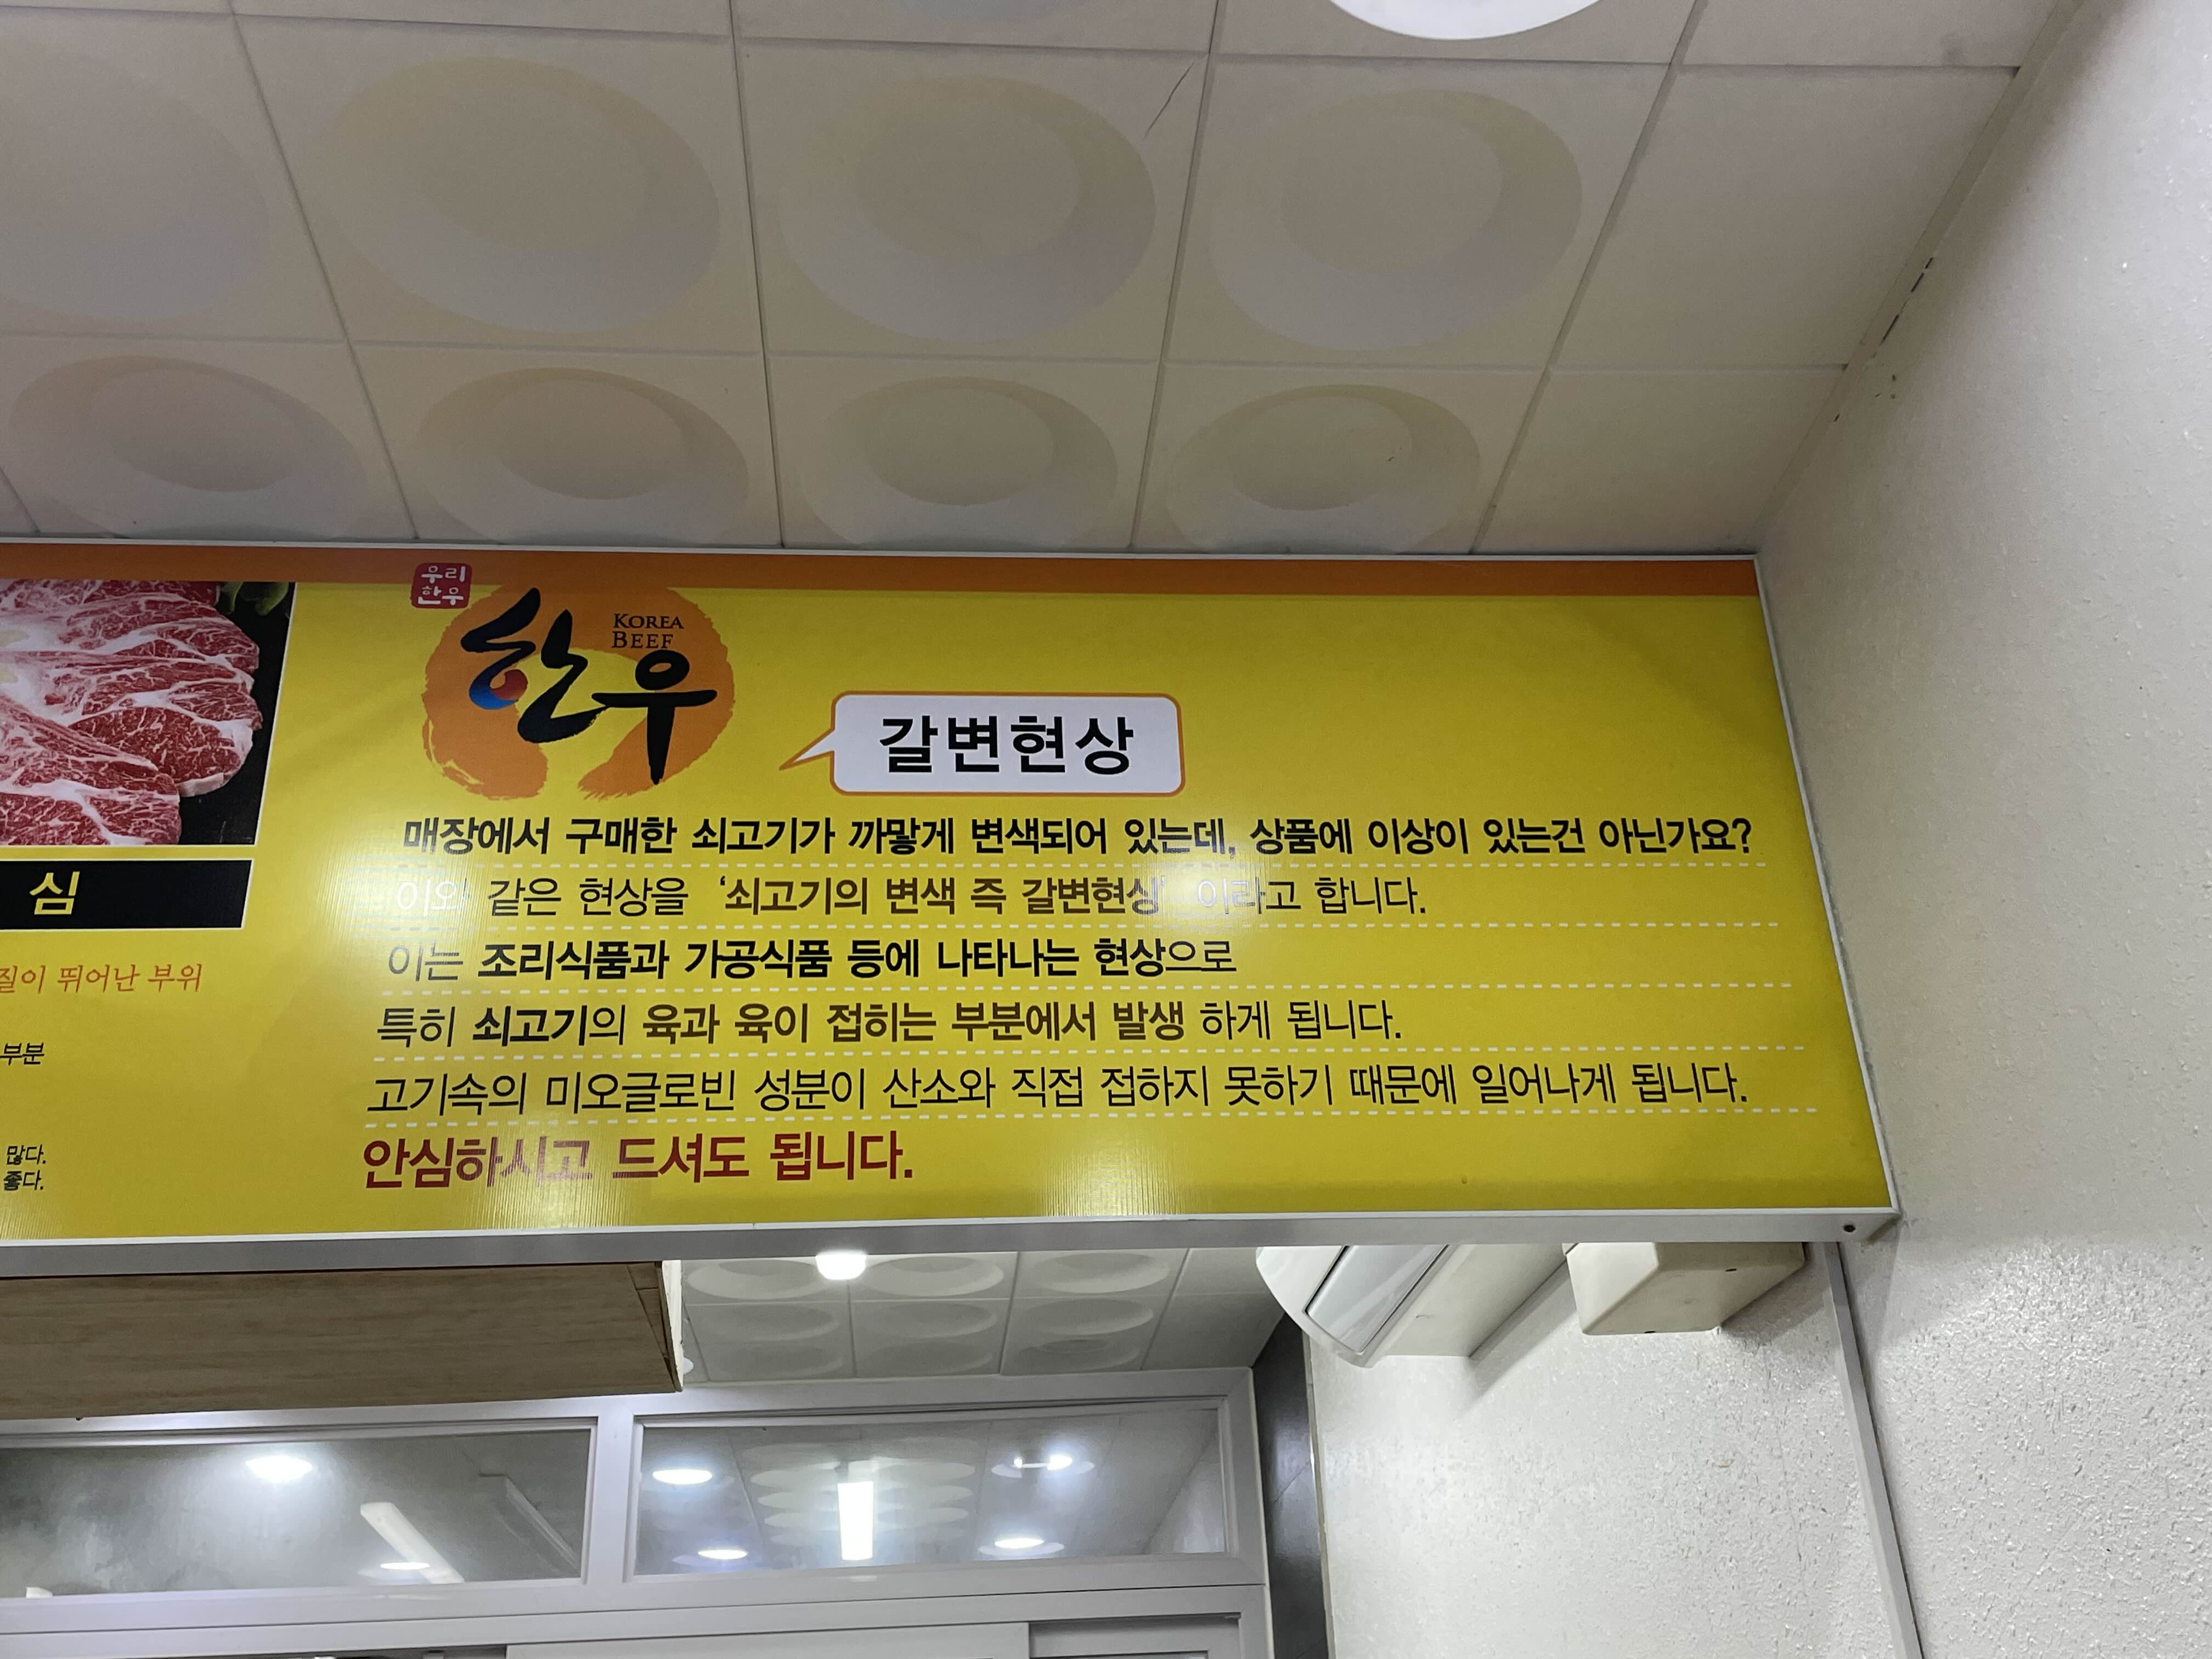 우리
한우
한우
KOREA
BEEF
갈변현상
매장에서 구매한 쇠고기가 까맣게 변색되어 있는데, 상품에 이상이 있는건 아닌가요?
이와 같은 현상을 ‘쇠고기의 변색 즉 갈변현상’ 이라고 합니다.
이는 조리식품과 가공식품 등에 나타나는 현상으로
특히 쇠고기의 육과 육이 접히는 부분에서 발생 하게 됩니다.
고기속의 미오글로빈 성분이 산소와 직접 접하지 못하기 때문에 일어나게 됩니다.
안심하시고 드셔도 됩니다.
심
질이 뛰어난 부위
부분
많다.
좋다.